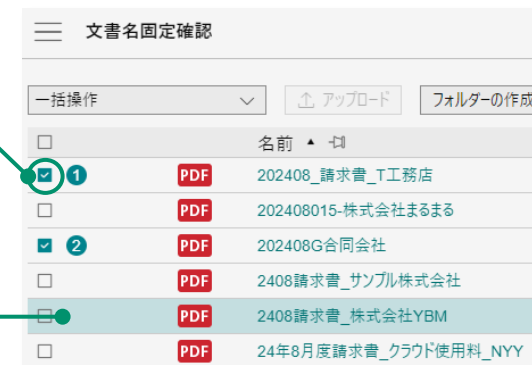 文書名固定確認
一括操作 アップロード フォルダーの作成
名前
1 PDF 202408_請求書_T工務店
PDF 202408015-株式会社まるまる
2 PDF 202408G合同会社
PDF 2408請求書_サンプル株式会社
PDF 2408請求書_株式会社YBM
PDF 24年8月度請求書_クラウド使用料_NYY